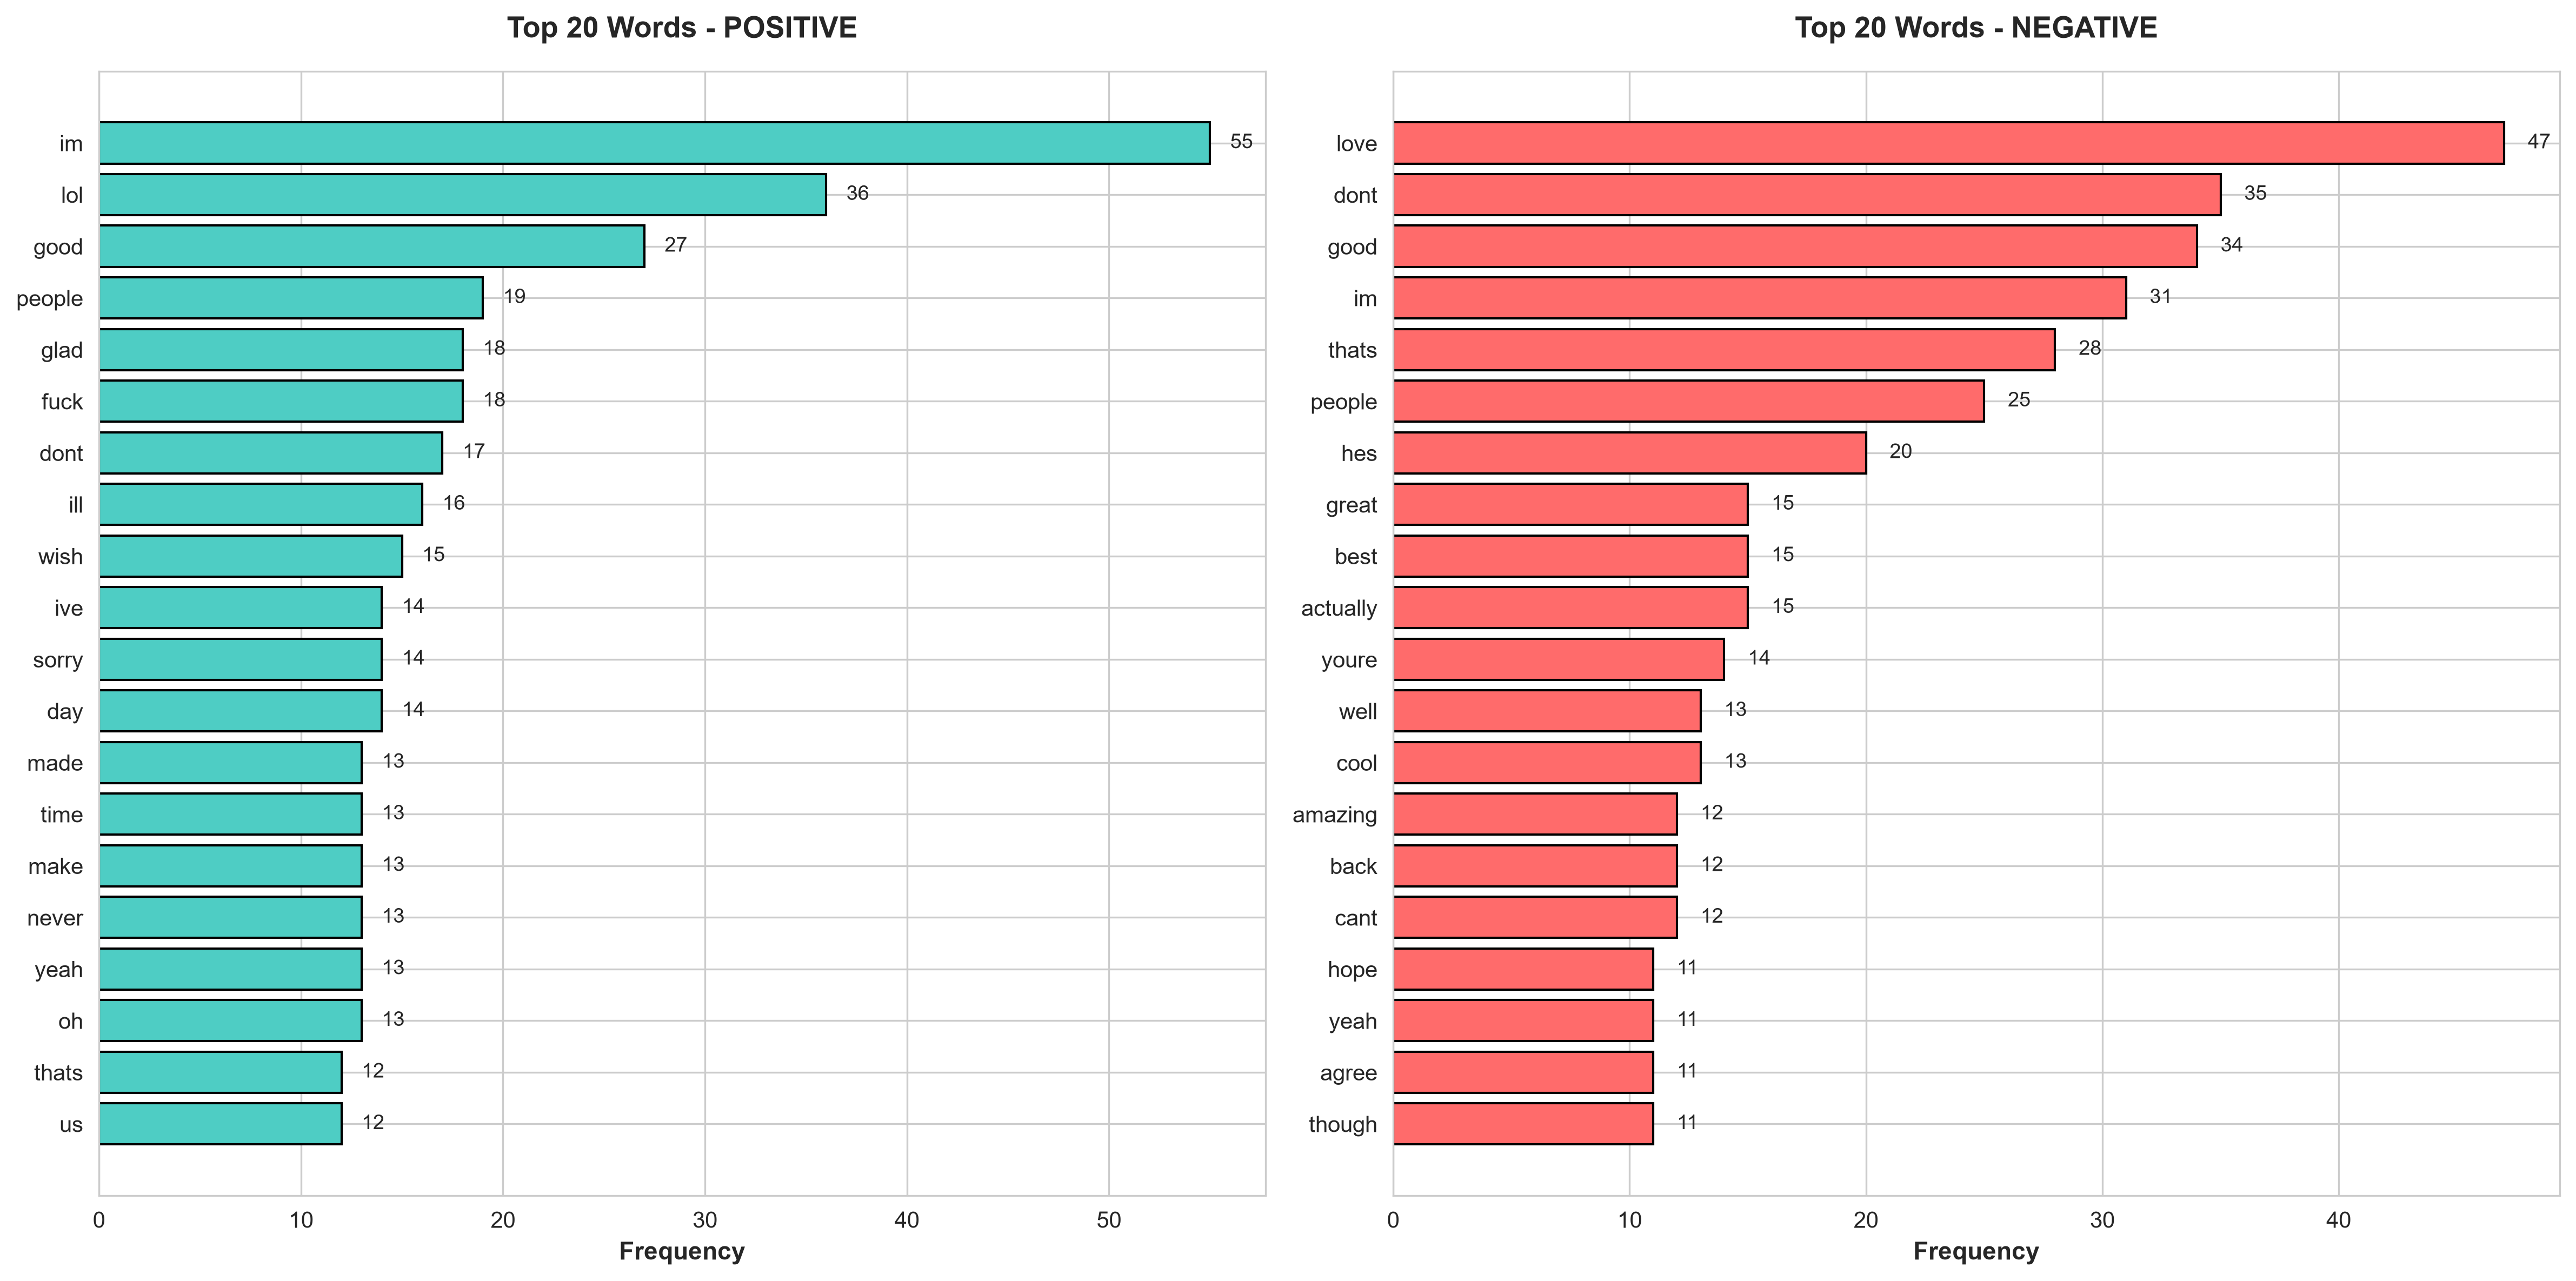 Top 20 Words - POSITIVE
im 55
lol 36
good 27
people 19
glad 18
fuck 18
dont 17
ill 16
wish 15
ive 14
sorry 14
day 14
made 13
time 13
make 13
never 13
yeah 13
oh 13
thats 12
us 12
0 10 20 30 40 50
Frequency
Top 20 Words - NEGATIVE
love 47
dont 35
good 34
im 31
thats 28
people 25
hes 20
great 15
best 15
actually 15
youre 14
well 13
cool 13
amazing 12
back 12
cant 12
hope 11
yeah 11
agree 11
though 11
0 10 20 30 40
Frequency